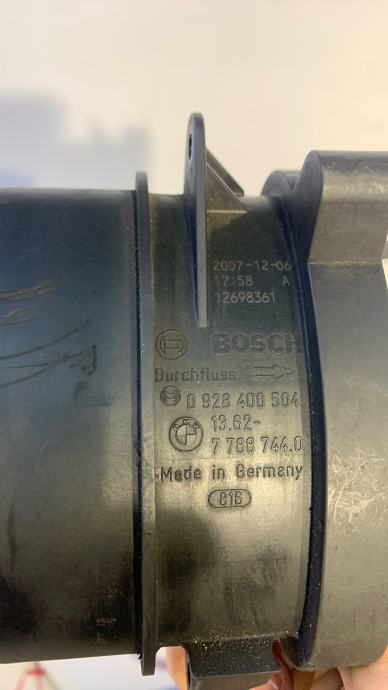 2007-12-06
17:58 A
12698361
BOSCH
Durchfluss
0 928 400 504
13.62-
7 788 744.0
Made in Germany
816